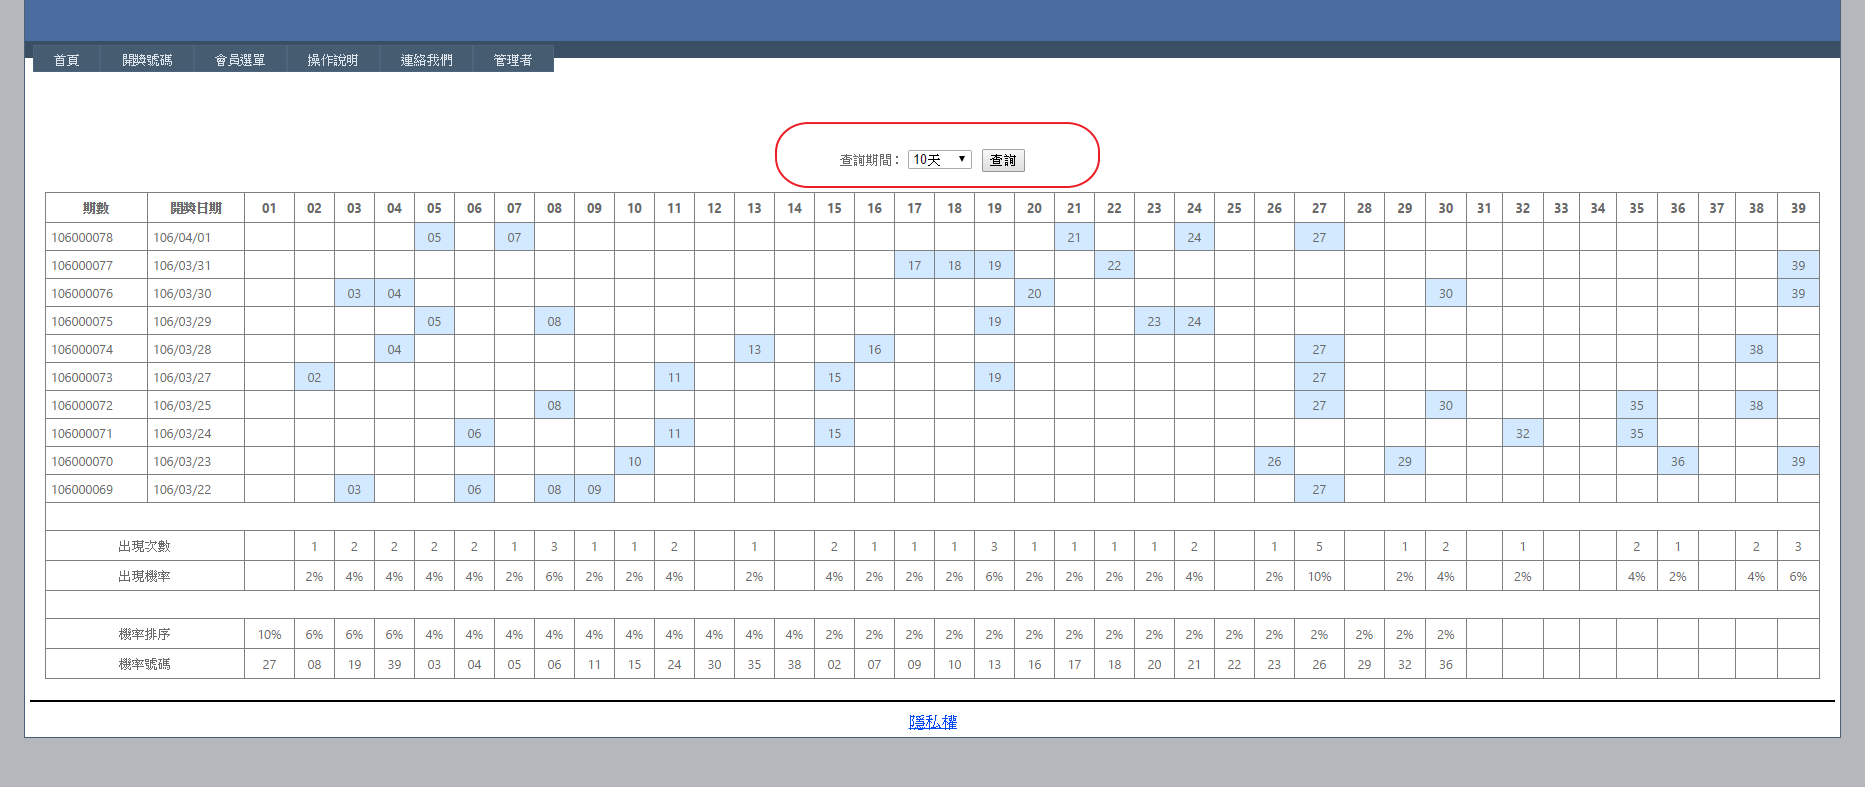 首頁 開獎號碼 會員選單 操作說明 連絡我們 管理者
查詢期間： 10天 查詢
期數 開獎日期 01 02 03 04 05 06 07 08 09 10 11 12 13 14 15 16 17 18 19 20 21 22 23 24 25 26 27 28 29 30 31 32 33 34 35 36 37 38 39
106000078 106/04/01 05 07 21 24 27
106000077 106/03/31 17 18 19 22 39
106000076 106/03/30 03 04 20 30 39
106000075 106/03/29 05 08 19 23 24
106000074 106/03/28 04 13 16 27 38
106000073 106/03/27 02 11 15 19 27
106000072 106/03/25 08 27 30 35 38
106000071 106/03/24 06 11 15 32 35
106000070 106/03/23 10 26 29 36 39
106000069 106/03/22 03 06 08 09 27
出現次數 1 2 2 2 2 1 3 1 1 2 1 2 1 1 1 3 1 1 1 1 2 1 5 1 2 1 2 1 2 3
出現機率 2% 4% 4% 4% 4% 2% 6% 2% 2% 4% 2% 4% 2% 2% 2% 6% 2% 2% 2% 2% 4% 2% 10% 2% 4% 2% 4% 2% 4% 6%
機率排序 10% 6% 6% 6% 4% 4% 4% 4% 4% 4% 4% 4% 4% 4% 2% 2% 2% 2% 2% 2% 2% 2% 2% 2% 2% 2% 2% 2% 2% 2%
機率號碼 27 08 19 39 03 04 05 06 11 15 24 30 35 38 02 07 09 10 13 16 17 18 20 21 22 23 26 29 32 36
隱私權